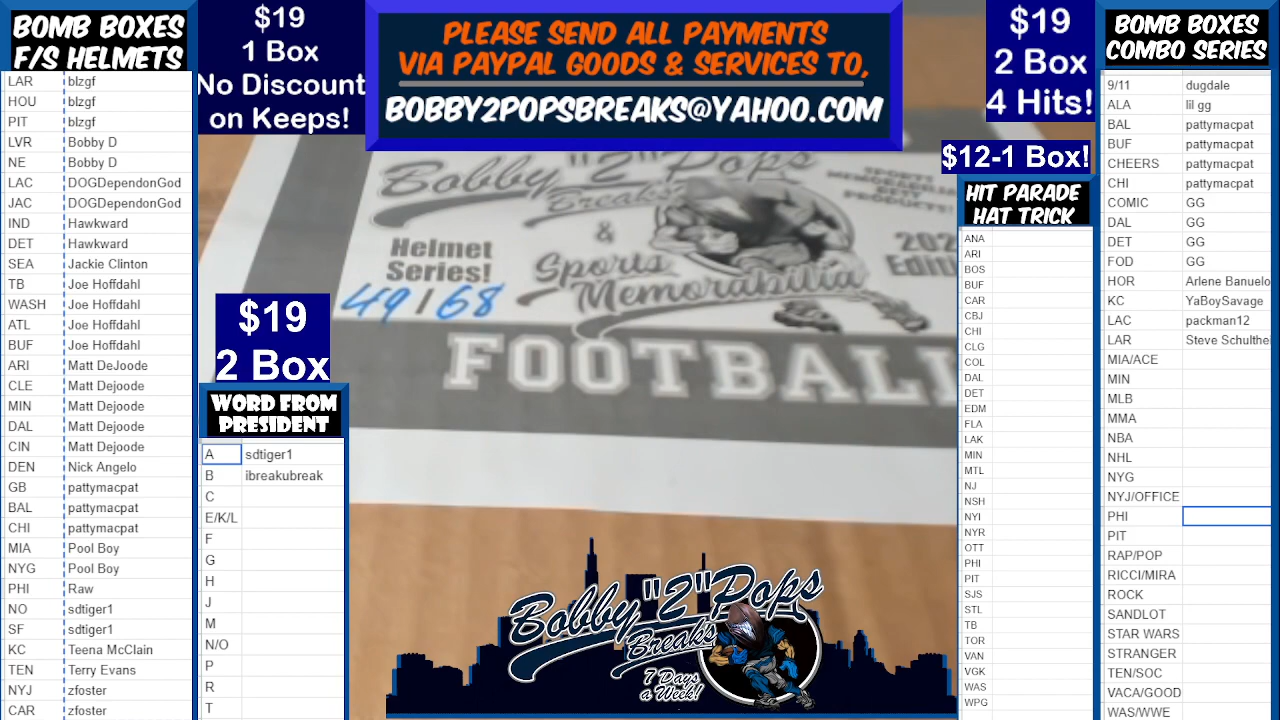 BOMB BOXES
F/S HELMETS
LAR blzgf
HOU blzgf
PIT blzgf
LVR Bobby D
NE Bobby D
LAC DOGDependonGod
JAC DOGDependonGod
IND Hawkward
DET Hawkward
SEA Jackie Clinton
TB Joe Hoffdahl
WASH Joe Hoffdahl
ATL Joe Hoffdahl
BUF Joe Hoffdahl
ARI Matt DeJoode
CLE Matt Dejoode
MIN Matt Dejoode
DAL Matt Dejoode
CIN Matt Dejoode
DEN Nick Angelo
GB pattymacpat
BAL pattymacpat
CHI pattymacpat
MIA Pool Boy
NYG Pool Boy
PHI Raw
NO sdtiger1
SF sdtiger1
KC Teena McClain
TEN Terry Evans
NYJ zfoster
CAR zfoster
$19
1 Box
No Discount
on Keeps!
$19
2 Box
WORD FROM
PRESIDENT
A sdtiger1
B ibreakubreak
C
E/K/L
F
G
H
J
M
N/O
P
R
T
PLEASE SEND ALL PAYMENTS
VIA PAYPAL GOODS & SERVICES TO,
BOBBY2POPSBREAKS@YAHOO.COM
Bobby "2" Pops
Breaks
&
Sports
Memorabilia
Helmet
Series!
49/68
SPORTS
MEMORABILIA
PRODUCTS!
FOOTBALL
Bobby "2" Pops
Breaks
7 Days
a Week!
$19
2 Box
4 Hits!
$12-1 Box!
HIT PARADE
HAT TRICK
ANA
ARI
BOS
BUF
CAR
CBJ
CHI
CLG
COL
DAL
DET
EDM
FLA
LAK
MIN
MTL
NJ
NSH
NYI
NYR
OTT
PHI
PIT
SJS
STL
TB
TOR
VAN
VGK
WAS
WPG
BOMB BOXES
COMBO SERIES
9/11 dugdale
ALA lil gg
BAL pattymacpat
BUF pattymacpat
CHEERS pattymacpat
CHI pattymacpat
COMIC GG
DAL GG
DET GG
FOD GG
HOR Arlene Banuelo
KC YaBoySavage
LAC packman12
LAR Steve Schulthe
MIA/ACE
MIN
MLB
MMA
NBA
NHL
NYG
NYJ/OFFICE
PHI
PIT
RAP/POP
RICCI/MIRA
ROCK
SANDLOT
STAR WARS
STRANGER
TEN/SOC
VACA/GOOD
WAS/WWE